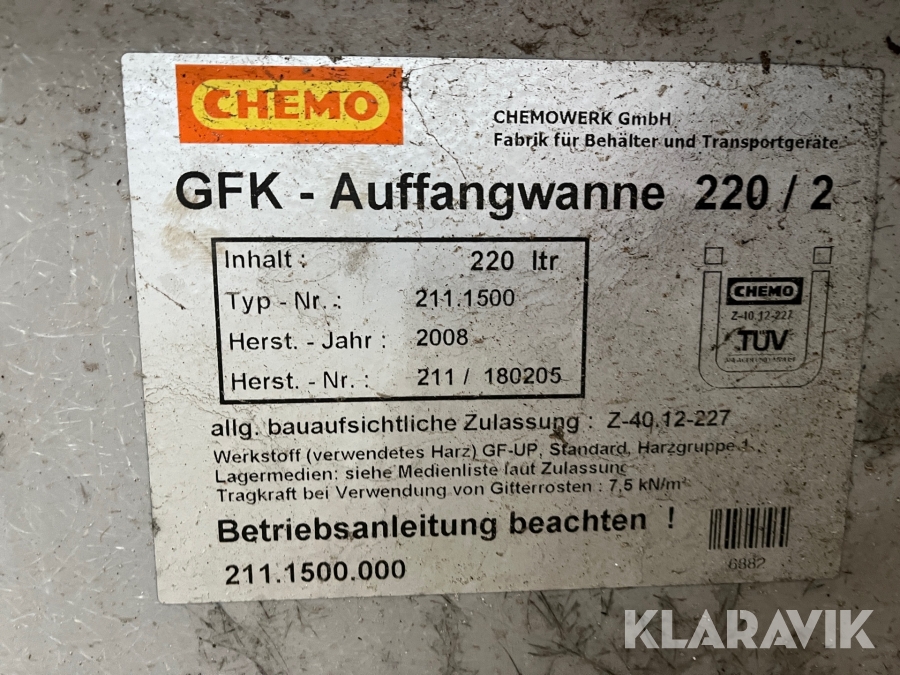 CHEMO
CHEMOWERK GmbH
Fabrik für Behälter und Transportgeräte
GFK - Auffangwanne 220 / 2
Inhalt : 220 ltr
Typ - Nr. : 211.1500
Herst. - Jahr : 2008
Herst. - Nr. : 211 / 180205
CHEMO
Z-40.12-227
TÜV
allg. bauaufsichtliche Zulassung : Z-40.12-227
Werkstoff (verwendetes Harz) GF-UP, Standard, Harzgruppe 1,
Lagermedien: siehe Medienliste laut Zulassung
Tragkraft bei Verwendung von Gitterrosten : 7,5 kN/m²
Betriebsanleitung beachten !
211.1500.000
6882
KLARAVIK